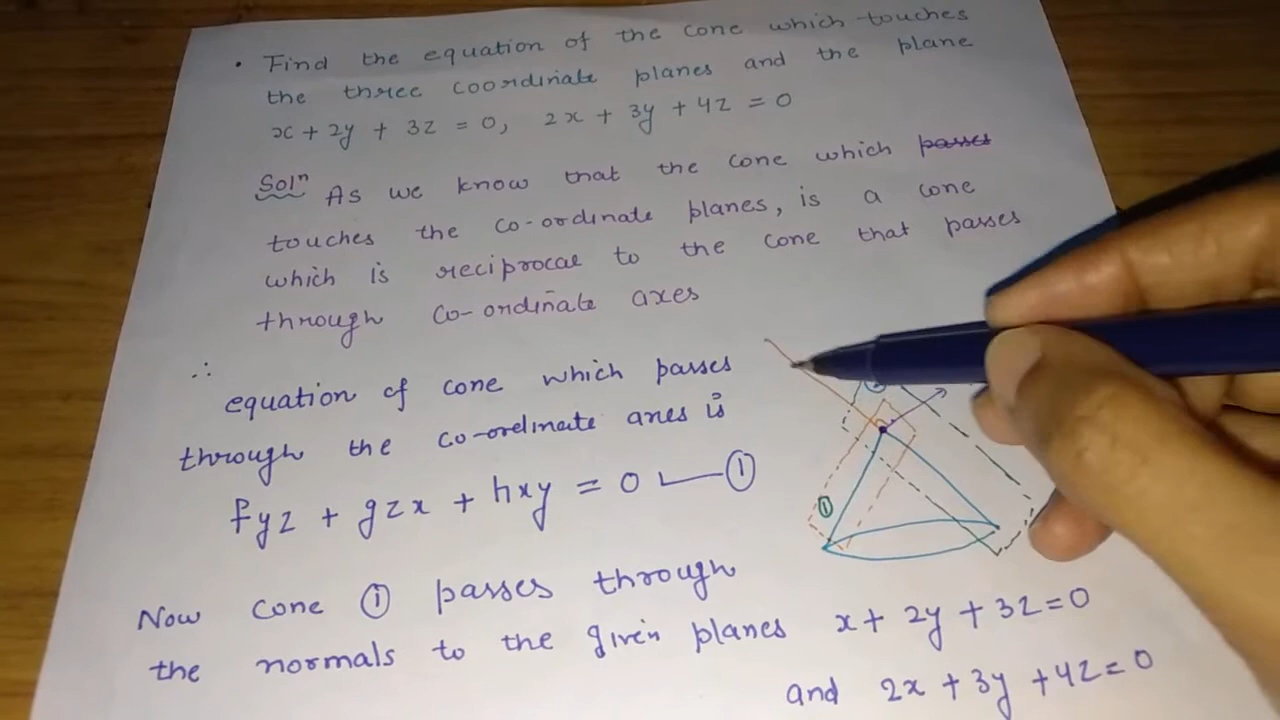 • Find the equation of the cone which touches
the three coordinate planes and the plane
x + 2y + 3z = 0, 2x + 3y + 4z = 0
Solⁿ As we know that the cone which passes
touches the co-ordinate planes, is a cone
which is reciprocal to the cone that passes
through co-ordinate axes
∴ equation of cone which passes
through the co-ordinate axes is
fyz + gzx + hxy = 0 — ①
①
Now cone ① passes through
the normals to the given planes x + 2y + 3z = 0
and 2x + 3y + 4z = 0